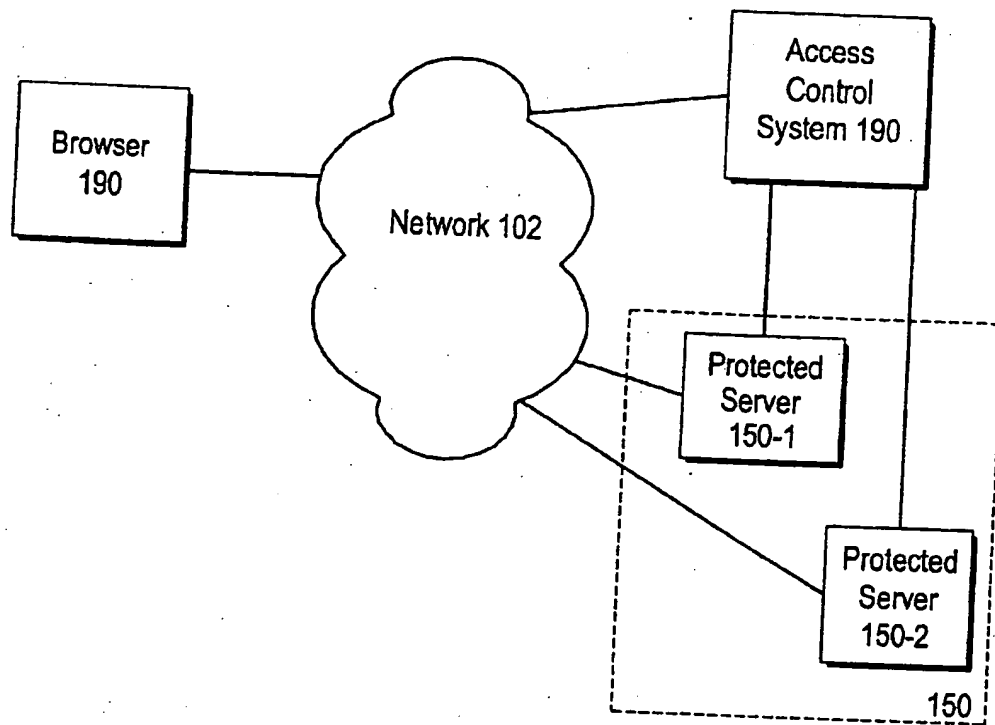 Access
Control
System 190
Browser
190
Network 102
Protected
Server
150-1
Protected
Server
150-2
150